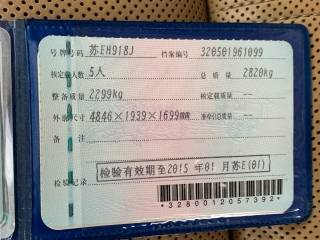 号牌号码 苏EH918J 档案编号 320501961099
核定载人数 5人 总质量 2820kg
整备质量 2299kg 核定载质量 --
外廓尺寸 4846×1939×1699mm 准牵引总质量 --
备注
检验记录 检验有效期至2015年01月苏E(01)
*3280012057392*